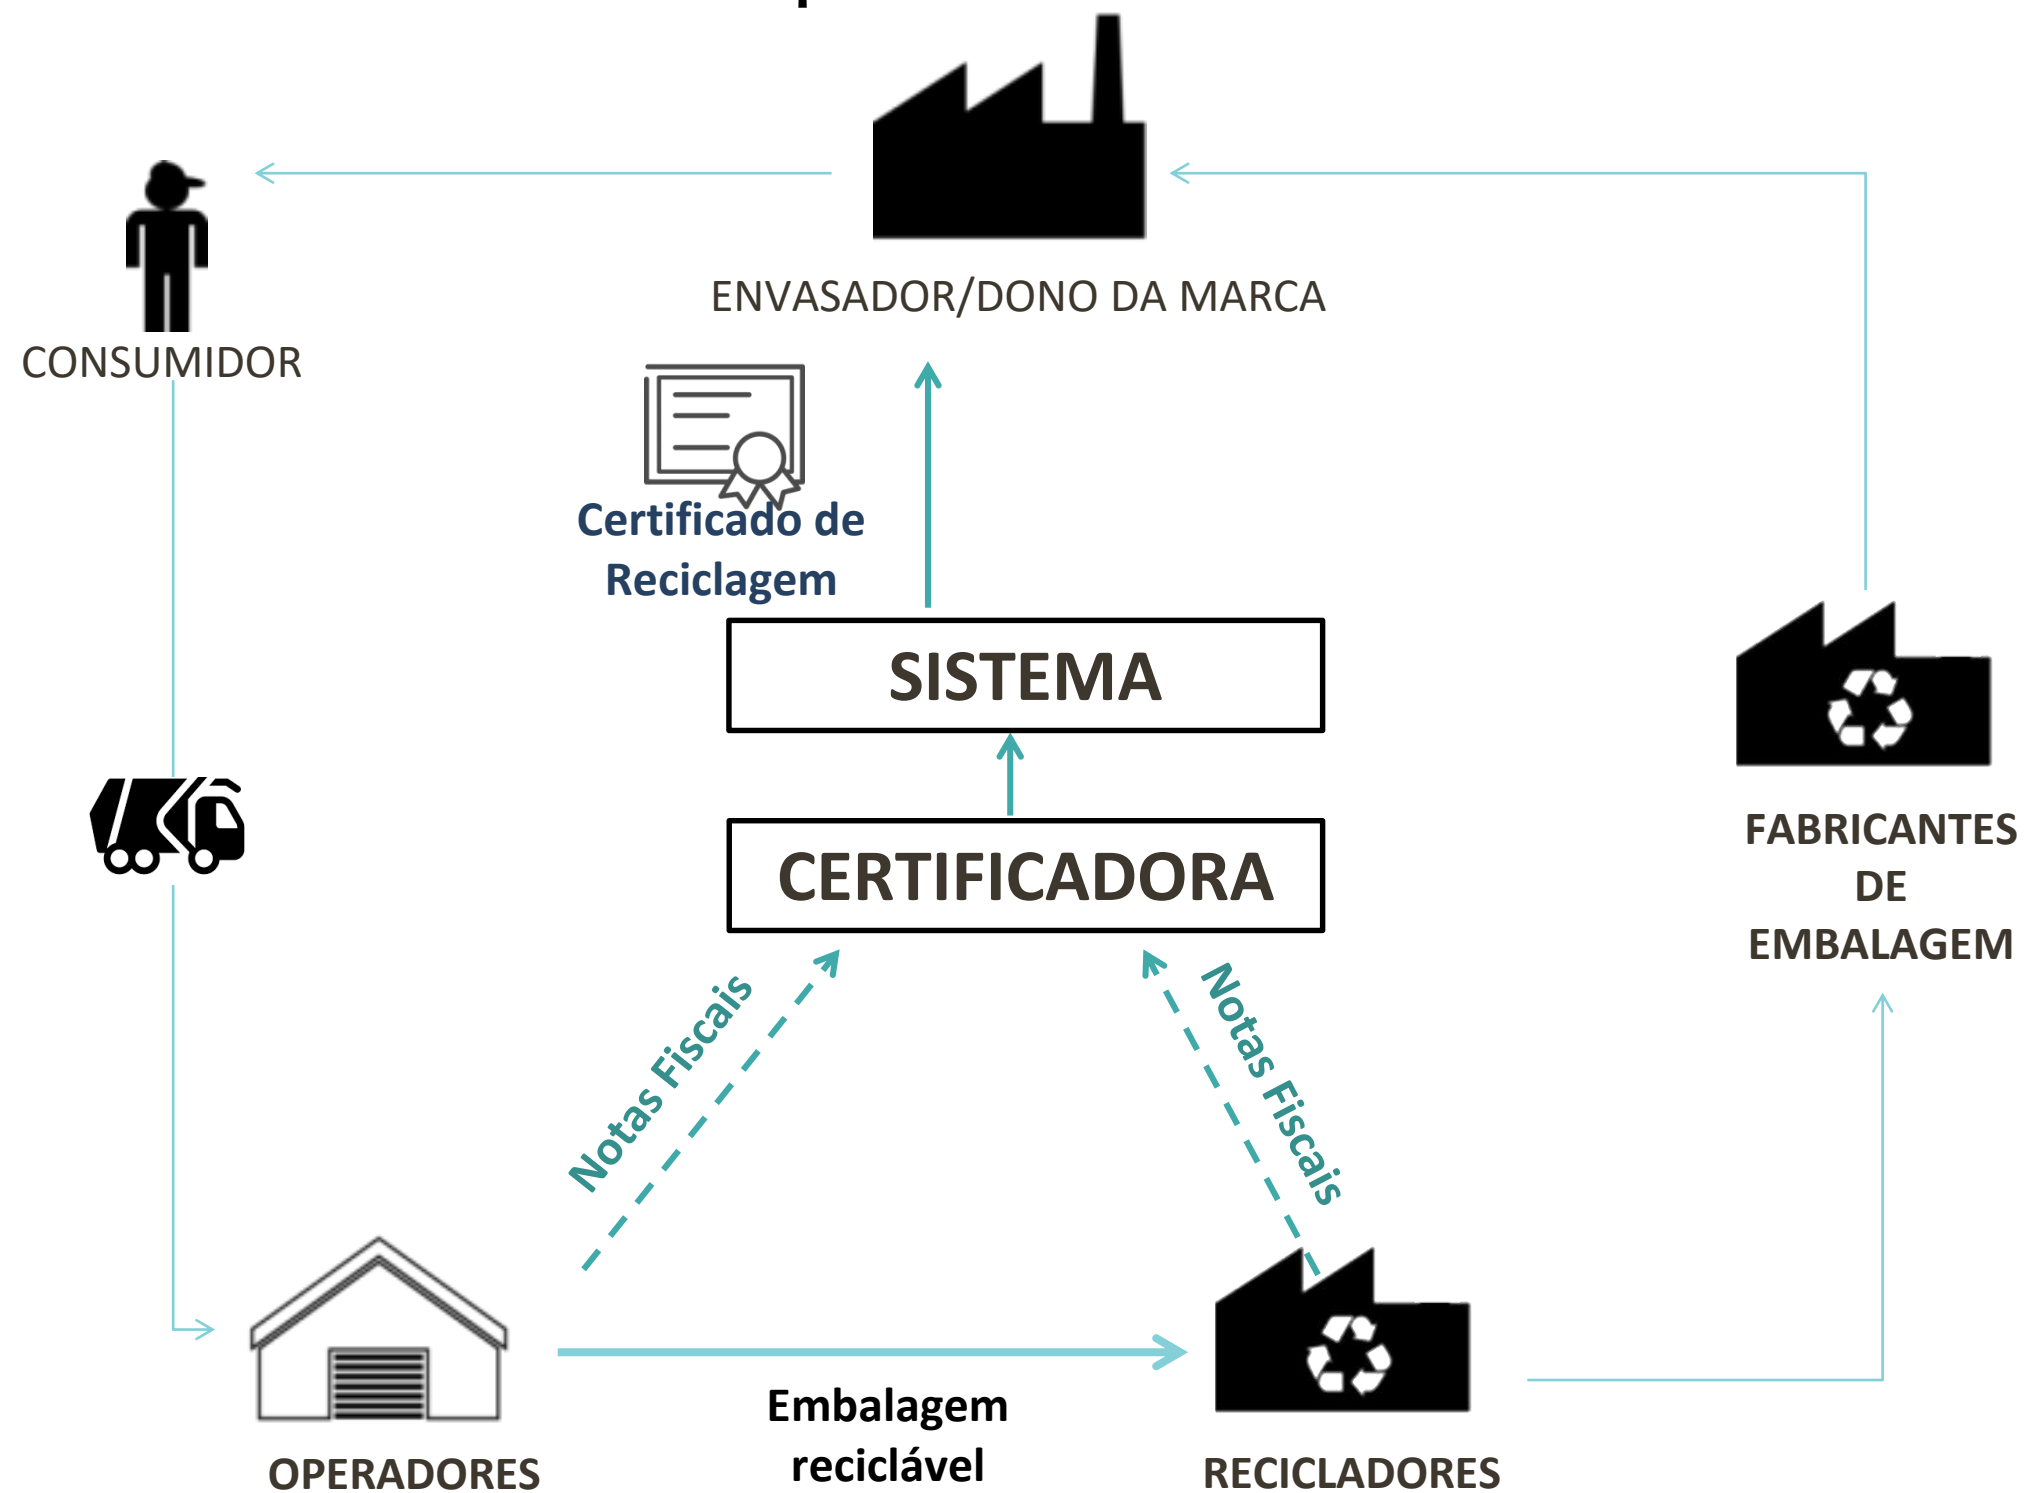 ENVASADOR/DONO DA MARCA
CONSUMIDOR
Certificado de
Reciclagem
SISTEMA
CERTIFICADORA
FABRICANTES
DE
EMBALAGEM
Notas Fiscais
Notas Fiscais
Embalagem
reciclável
OPERADORES
RECICLADORES